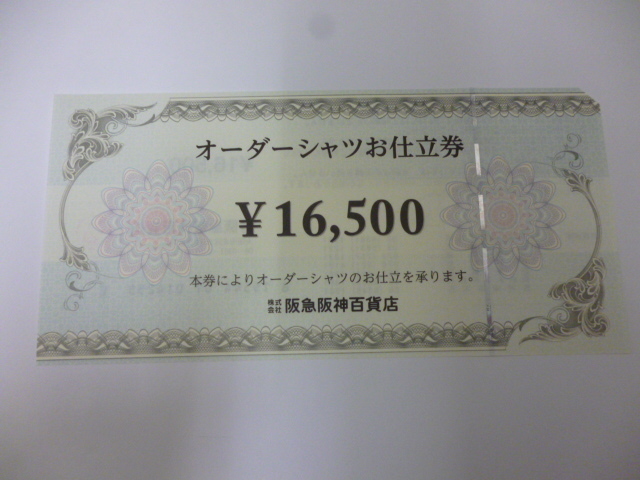 オーダーシャツお仕立券
¥16,500
本券によりオーダーシャツのお仕立を承ります。
株式会社 阪急阪神百貨店